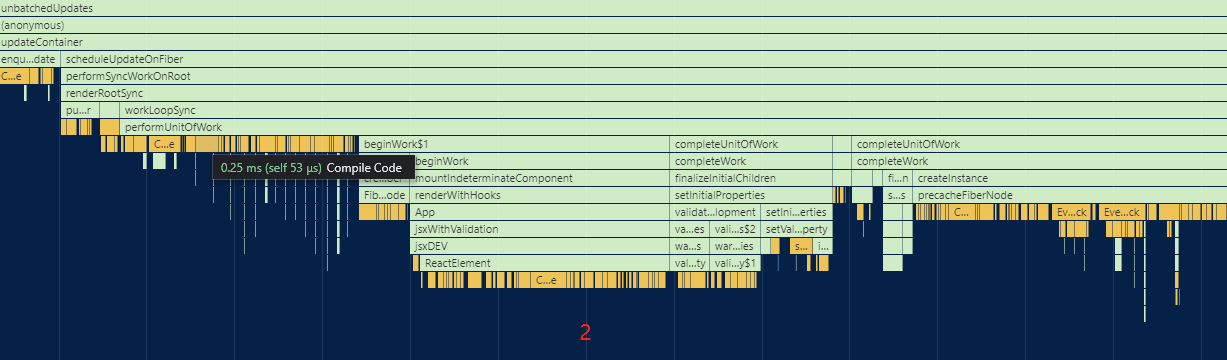 unbatchedUpdates
(anonymous)
updateContainer
enqu...date scheduleUpdateOnFiber
C...e performSyncWorkOnRoot
renderRootSync
pu...r workLoopSync
performUnitOfWork
C...e beginWork$1 completeUnitOfWork completeUnitOfWork
beginWork completeWork completeWork
0.25 ms (self 53 μs) Compile Code
mountIndeterminateComponent finalizeInitialChildren fi...n createInstance
Fib...ode renderWithHooks setInitialProperties s...s precacheFiberNode
App validat...lopment setIni...erties C... Ev...ck Eve...ck
jsxWithValidation va...es vali...s$2 setVal...perty
jsxDEV wa...s war...ies s... i...
ReactElement val...ty vali...y$1
C...e
2